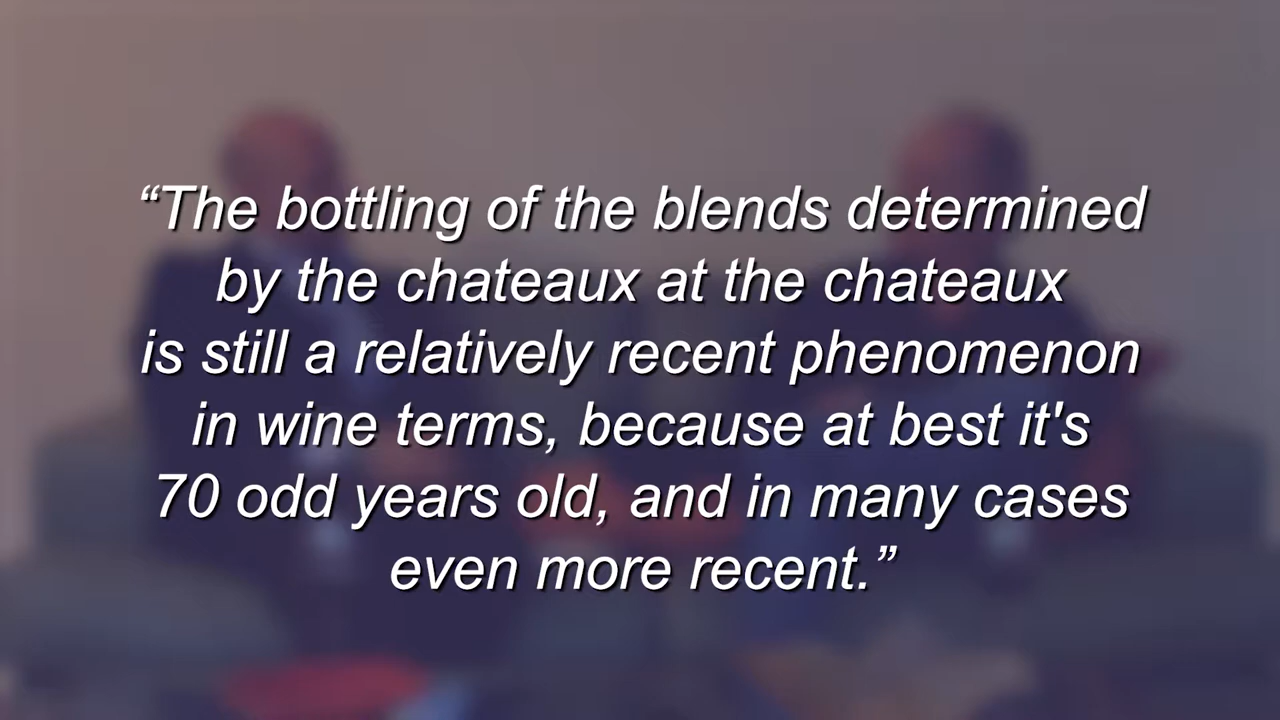 “The bottling of the blends determined
by the chateaux at the chateaux
is still a relatively recent phenomenon
in wine terms, because at best it's
70 odd years old, and in many cases
even more recent.”